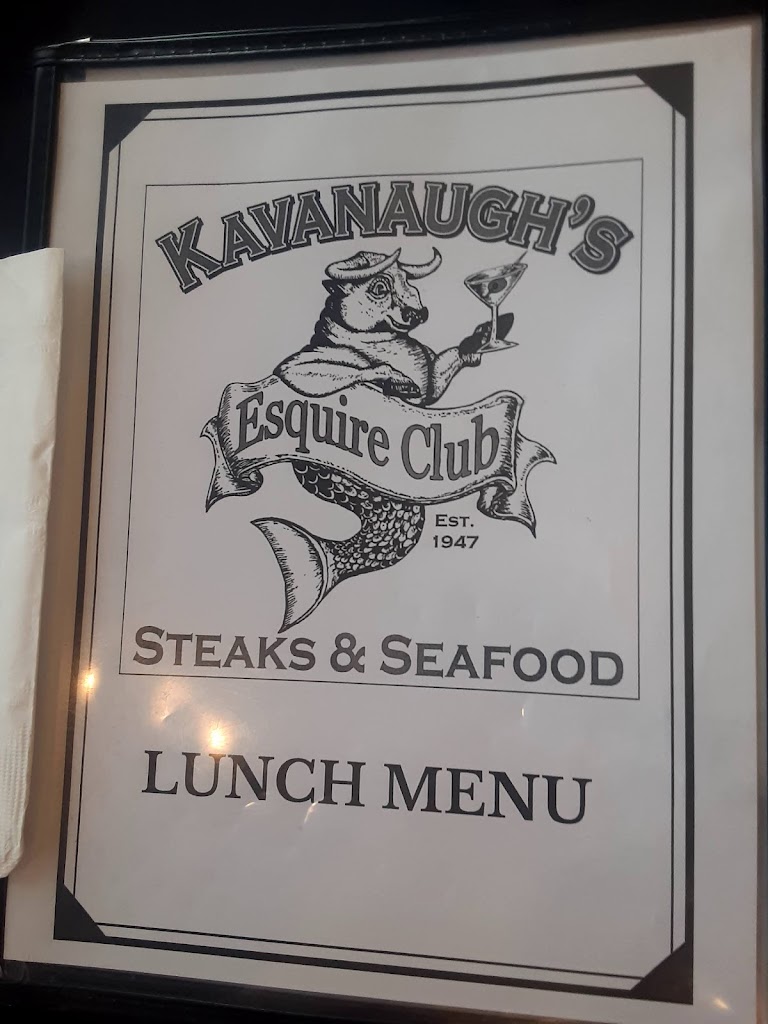 KAVANAUGH'S
Esquire Club
EST.
1947
STEAKS & SEAFOOD
LUNCH MENU